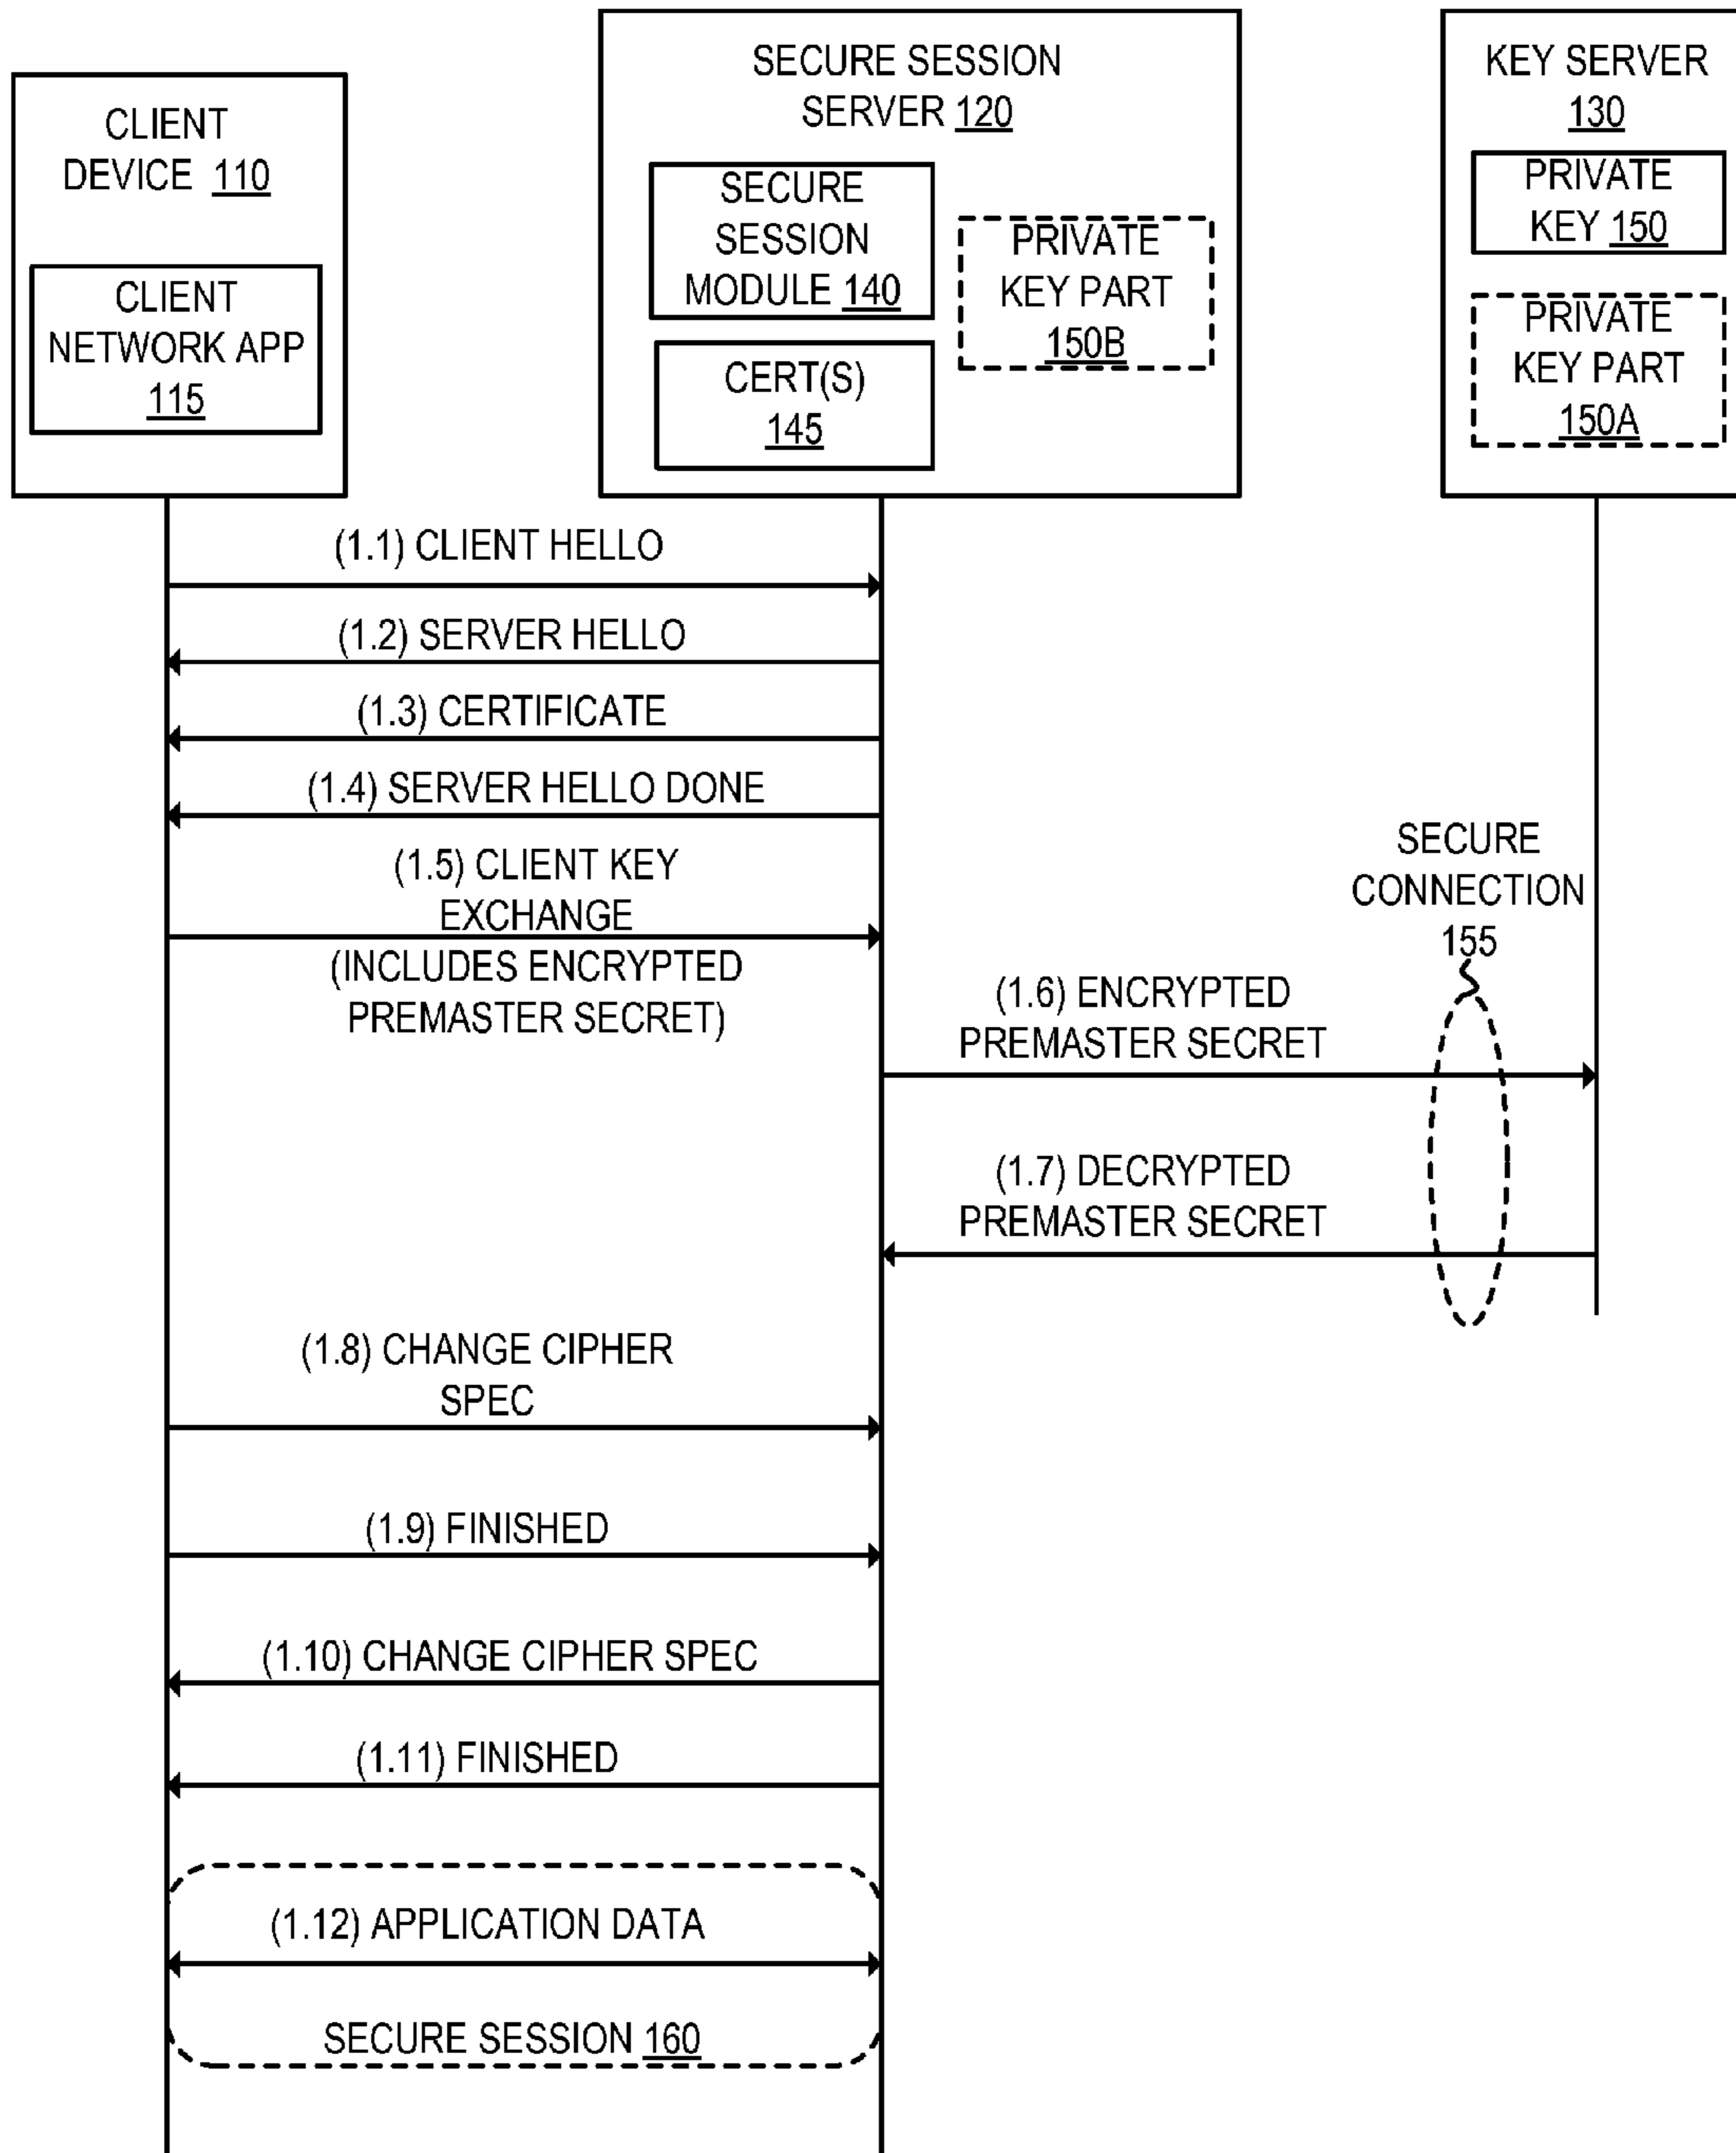 CLIENT
DEVICE 110
CLIENT
NETWORK APP
115
SECURE SESSION
SERVER 120
SECURE
SESSION
MODULE 140
CERT(S)
145
PRIVATE
KEY PART
150B
KEY SERVER
130
PRIVATE
KEY 150
PRIVATE
KEY PART
150A
(1.1) CLIENT HELLO
(1.2) SERVER HELLO
(1.3) CERTIFICATE
(1.4) SERVER HELLO DONE
(1.5) CLIENT KEY
EXCHANGE
(INCLUDES ENCRYPTED
PREMASTER SECRET)
SECURE
CONNECTION
155
(1.6) ENCRYPTED
PREMASTER SECRET
(1.7) DECRYPTED
PREMASTER SECRET
(1.8) CHANGE CIPHER
SPEC
(1.9) FINISHED
(1.10) CHANGE CIPHER SPEC
(1.11) FINISHED
(1.12) APPLICATION DATA
SECURE SESSION 160